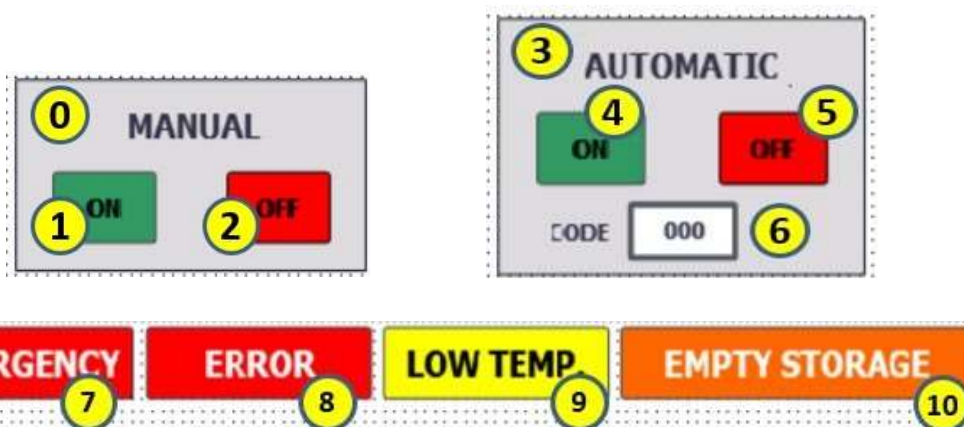 0
MANUAL
1 ON
2 OFF
3
AUTOMATIC
4 ON
5 OFF
CODE 000 6
RGENCY 7
ERROR 8
LOW TEMP. 9
EMPTY STORAGE 10